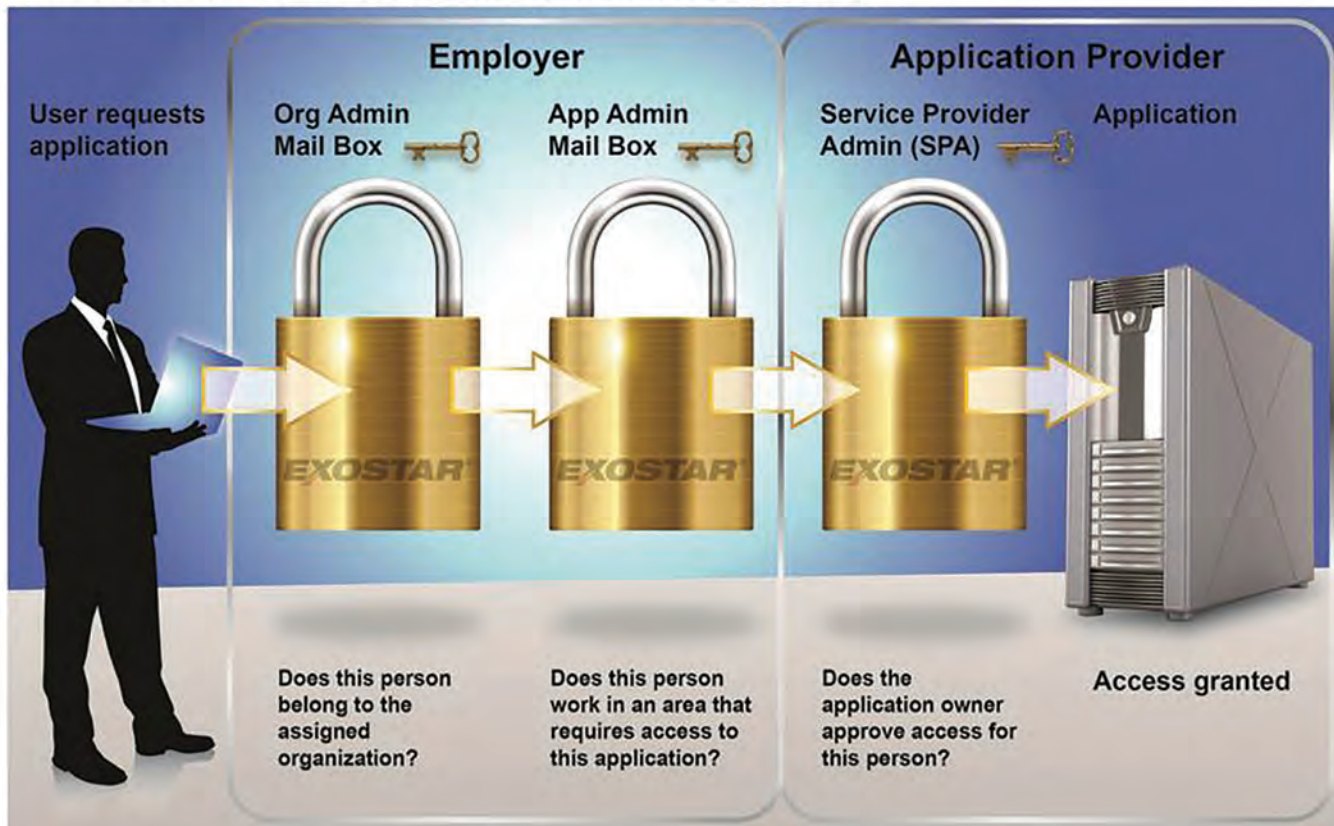 Employer
Application Provider
User requests
application
Org Admin
Mail Box
App Admin
Mail Box
Service Provider
Admin (SPA)
Application
EXOSTAR
EXOSTAR
EXOSTAR
Does this person
belong to the
assigned
organization?
Does this person
work in an area that
requires access to
this application?
Does the
application owner
approve access for
this person?
Access granted